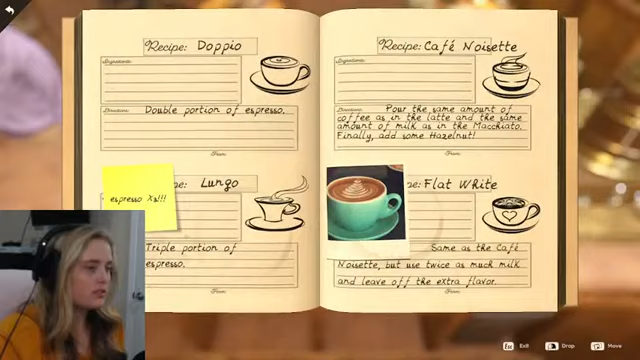 Recipe: Doppio
Ingredients:
Directions: Double portion of espresso.
From:
espresso X3!!!
pe: Lungo
Triple portion of
espresso.
From:
Recipe: Café Noisette
Ingredients:
Directions: Pour the same amount of
coffee as in the latte and the same
amount of milk as in the Macchiato.
Finally, add some Hazelnut!
From:
pe: Flat White
Same as the Café
Noisette, but use twice as much milk
and leave off the extra flavor.
From:
Esc Exit
Drop
Move